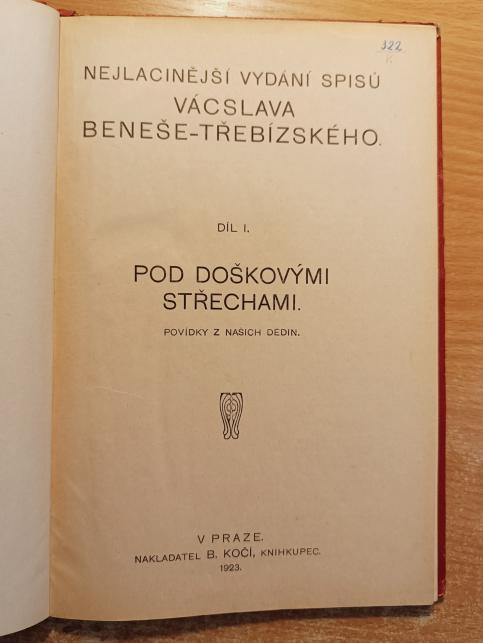 322
NEJLACINĚJŠÍ VYDÁNÍ SPISŮ
VÁCSLAVA
BENEŠE-TŘEBÍZSKÉHO.
DÍL I.
POD DOŠKOVÝMI
STŘECHAMI.
POVÍDKY Z NAŠICH DĚDIN.
V PRAZE.
NAKLADATEL B. KOČÍ, KNIHKUPEC.
1923.